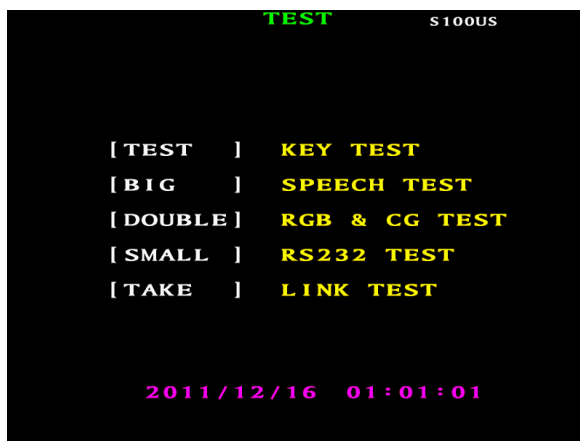 TEST S100US
[TEST ] KEY TEST
[BIG ] SPEECH TEST
[DOUBLE] RGB & CG TEST
[SMALL ] RS232 TEST
[TAKE ] LINK TEST
2011/12/16 01:01:01